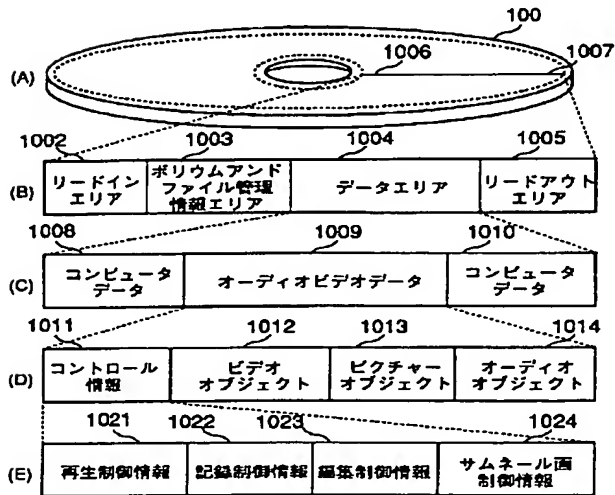 100
1006
1007
(A)
1002
1003
1004
1005
(B)
リードイン
エリア
ボリウムアンド
ファイル管理
情報エリア
データエリア
リードアウト
エリア
1008
1009
1010
(C)
コンピュータ
データ
オーディオビデオデータ
コンピュータ
データ
1011
1012
1013
1014
(D)
コントロール
情報
ビデオ
オブジェクト
ピクチャー
オブジェクト
オーディオ
オブジェクト
1021
1022
1023
1024
(E)
再生制御情報
記録制御情報
編集制御情報
サムネール画
制御情報